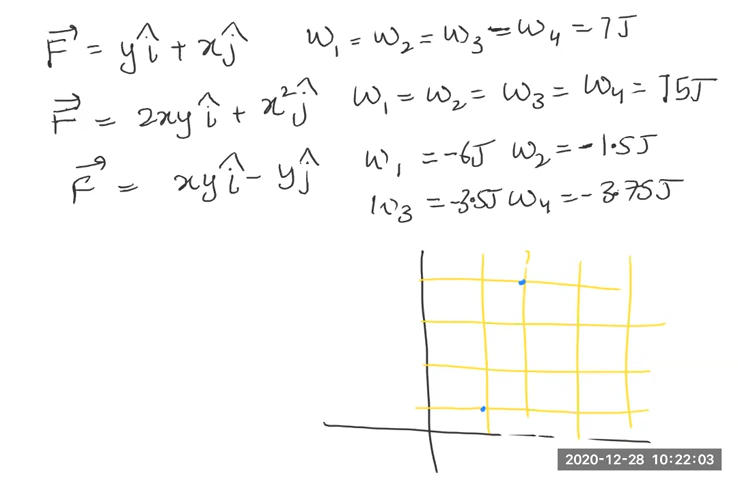 F⃗ = yî + xĵ   W₁ = W₂ = W₃ = W₄ = 7J
F⃗ = 2xyî + x²ĵ   W₁ = W₂ = W₃ = W₄ = 15J
F⃗ = xyî - yĵ   W₁ = -6J W₂ = -1.5J
W₃ = -3.5J W₄ = -3.75J
2020-12-28 10:22:03